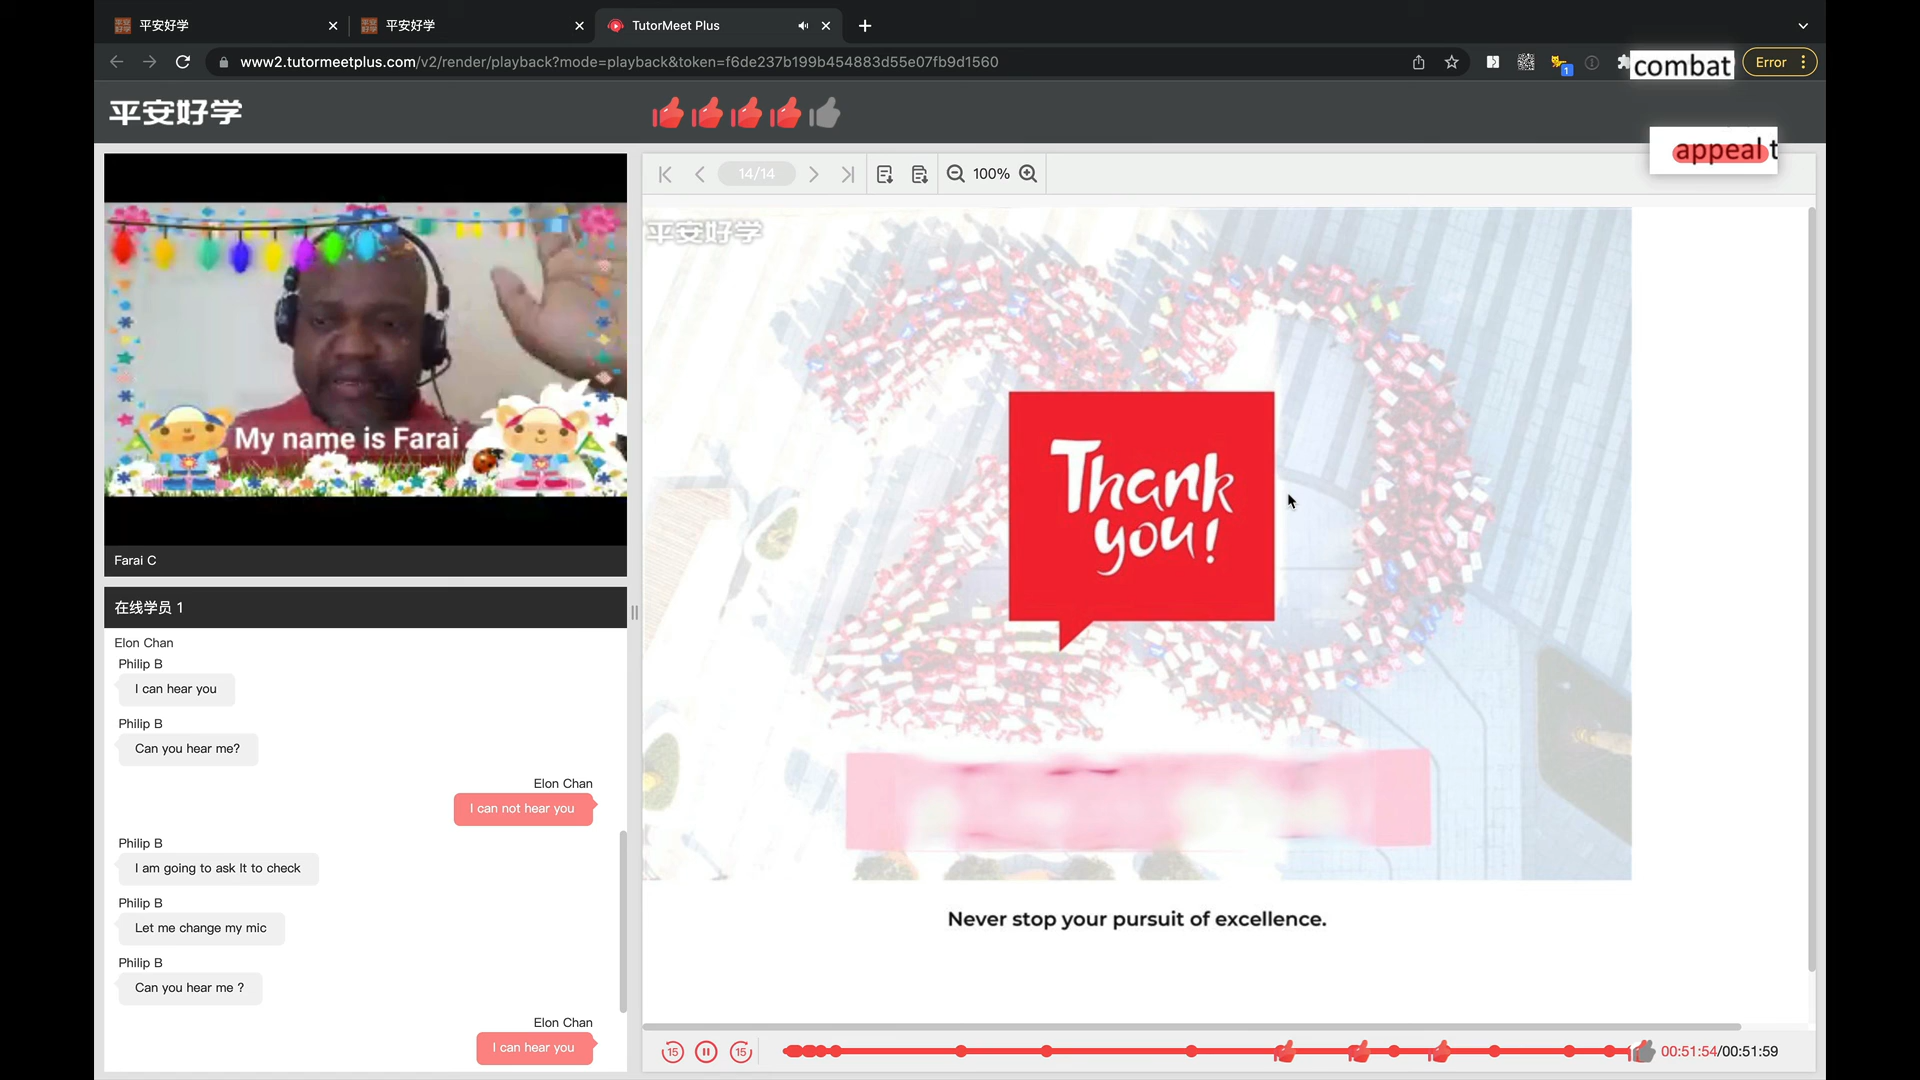 平安好学
平安好学
TutorMeet Plus
www2.tutormeetplus.com/v2/render/playback?mode=playback&token=f6de237b199b454883d55e07fb9d1560
1
combat
Error
平安好学
appeal t
14/14
100%
平安好学
My name is Farai
Farai C
Thank
you!
在线学员 1
Elon Chan
Philip B
I can hear you
Philip B
Can you hear me?
Elon Chan
I can not hear you
Philip B
I am going to ask It to check
Philip B
Let me change my mic
Philip B
Can you hear me ?
Elon Chan
I can hear you
Never stop your pursuit of excellence.
15
15
00:51:54/00:51:59